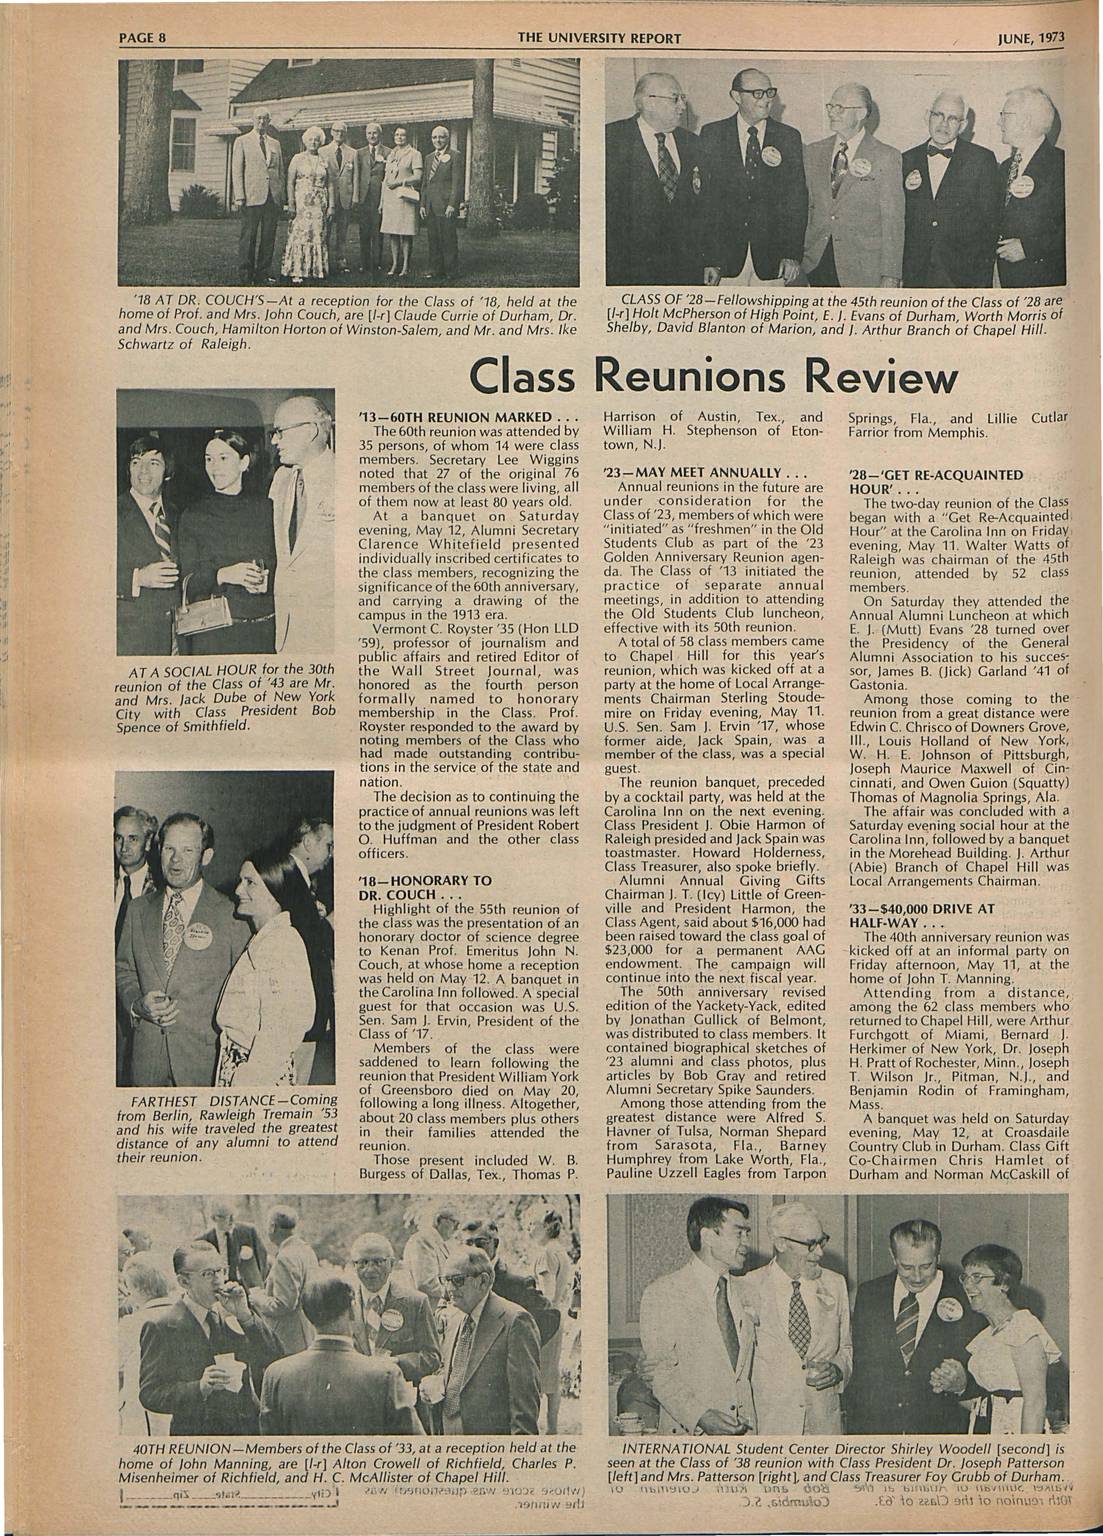 PAGE 8
THE UNIVERSITY REPORT
JUNE, 1973
'18 AT DR. COUCH'S—At a reception for the Class of '18, held at the
home of Prof. and Mrs. John Couch, are [l-r] Claude Currie of Durham, Dr.
and Mrs. Couch, Hamilton Horton of Winston-Salem, and Mr. and Mrs. Ike
Schwartz of Raleigh.
CLASS OF '28—Fellowshipping at the 45th reunion of the Class of '28 are
[l-r] Holt McPherson of High Point, E. J. Evans of Durham, Worth Morris of
Shelby, David Blanton of Marion, and J. Arthur Branch of Chapel Hill.
Class Reunions Review
AT A SOCIAL HOUR for the 30th
reunion of the Class of '43 are Mr.
and Mrs. Jack Dube of New York
City with Class President Bob
Spence of Smithfield.
FARTHEST DISTANCE—Coming
from Berlin, Rawleigh Tremain '53
and his wife traveled the greatest
distance of any alumni to attend
their reunion.
'13—60TH REUNION MARKED . . .
The 60th reunion was attended by
35 persons, of whom 14 were class
members. Secretary Lee Wiggins
noted that 27 of the original 76
members of the class were living, all
of them now at least 80 years old.
At a banquet on Saturday
evening, May 12, Alumni Secretary
Clarence Whitefield presented
individually inscribed certificates to
the class members, recognizing the
significance of the 60th anniversary,
and carrying a drawing of the
campus in the 1913 era.
Vermont C. Royster '35 (Hon LLD
'59), professor of journalism and
public affairs and retired Editor of
the Wall Street Journal, was
honored as the fourth person
formally named to honorary
membership in the Class. Prof.
Royster responded to the award by
noting members of the Class who
had made outstanding contribu-
tions in the service of the state and
nation.
The decision as to continuing the
practice of annual reunions was left
to the judgment of President Robert
O. Huffman and the other class
officers.
'18—HONORARY TO
DR. COUCH . . .
Highlight of the 55th reunion of
the class was the presentation of an
honorary doctor of science degree
to Kenan Prof. Emeritus John N.
Couch, at whose home a reception
was held on May 12. A banquet in
the Carolina Inn followed. A special
guest for that occasion was U.S.
Sen. Sam J. Ervin, President of the
Class of '17.
Members of the class were
saddened to learn following the
reunion that President William York
of Greensboro died on May 20,
following a long illness. Altogether,
about 20 class members plus others
in their families attended the
reunion.
Those present included W. B.
Burgess of Dallas, Tex., Thomas P.
Harrison of Austin, Tex., and
William H. Stephenson of Eton-
town, N.J.
'23—MAY MEET ANNUALLY . . .
Annual reunions in the future are
under consideration for the
Class of '23, members of which were
"initiated" as "freshmen" in the Old
Students Club as part of the '23
Golden Anniversary Reunion agen-
da. The Class of '13 initiated the
practice of separate annual
meetings, in addition to attending
the Old Students Club luncheon,
effective with its 50th reunion.
A total of 58 class members came
to Chapel Hill for this year's
reunion, which was kicked off at a
party at the home of Local Arrange-
ments Chairman Sterling Stoude-
mire on Friday evening, May 11.
U.S. Sen. Sam J. Ervin '17, whose
former aide, Jack Spain, was a
member of the class, was a special
guest.
The reunion banquet, preceded
by a cocktail party, was held at the
Carolina Inn on the next evening.
Class President J. Obie Harmon of
Raleigh presided and Jack Spain was
toastmaster. Howard Holderness,
Class Treasurer, also spoke briefly.
Alumni Annual Giving Gifts
Chairman J. T. (Icy) Little of Green-
ville and President Harmon, the
Class Agent, said about $16,000 had
been raised toward the class goal of
$23,000 for a permanent AAG
endowment. The campaign will
continue into the next fiscal year.
The 50th anniversary revised
edition of the Yackety-Yack, edited
by Jonathan Gullick of Belmont,
was distributed to class members. It
contained biographical sketches of
'23 alumni and class photos, plus
articles by Bob Gray and retired
Alumni Secretary Spike Saunders.
Among those attending from the
greatest distance were Alfred S.
Havner of Tulsa, Norman Shepard
from Sarasota, Fla., Barney
Humphrey from Lake Worth, Fla.,
Pauline Uzzell Eagles from Tarpon
Springs, Fla., and Lillie Cutlar
Farrior from Memphis.
'28—'GET RE-ACQUAINTED
HOUR' . . .
The two-day reunion of the Class
began with a "Get Re-Acquainted
Hour" at the Carolina Inn on Friday
evening, May 11. Walter Watts of
Raleigh was chairman of the 45th
reunion, attended by 52 class
members.
On Saturday they attended the
Annual Alumni Luncheon at which
E. J. (Mutt) Evans '28 turned over
the Presidency of the General
Alumni Association to his succes-
sor, James B. (Jick) Garland '41 of
Gastonia.
Among those coming to the
reunion from a great distance were
Edwin C. Chrisco of Downers Grove,
Ill., Louis Holland of New York,
W. H. E. Johnson of Pittsburgh,
Joseph Maurice Maxwell of Cin-
cinnati, and Owen Guion (Squatty)
Thomas of Magnolia Springs, Ala.
The affair was concluded with a
Saturday evening social hour at the
Carolina Inn, followed by a banquet
in the Morehead Building. J. Arthur
(Abie) Branch of Chapel Hill was
Local Arrangements Chairman.
'33—$40,000 DRIVE AT
HALF-WAY . . .
The 40th anniversary reunion was
kicked off at an informal party on
Friday afternoon, May 11, at the
home of John T. Manning.
Attending from a distance,
among the 62 class members who
returned to Chapel Hill, were Arthur
Furchgott of Miami, Bernard J.
Herkimer of New York, Dr. Joseph
H. Pratt of Rochester, Minn., Joseph
T. Wilson Jr., Pitman, N.J., and
Benjamin Rodin of Framingham,
Mass.
A banquet was held on Saturday
evening, May 12, at Croasdaile
Country Club in Durham. Class Gift
Co-Chairmen Chris Hamlet of
Durham and Norman McCaskill of
40TH REUNION—Members of the Class of '33, at a reception held at the
home of John Manning, are [l-r] Alton Crowell of Richfield, Charles P.
Misenheimer of Richfield, and H. C. McAllister of Chapel Hill.
INTERNATIONAL Student Center Director Shirley Woodell [second] is
seen at the Class of '38 reunion with Class President Dr. Joseph Patterson
[left] and Mrs. Patterson [right], and Class Treasurer Foy Grubb of Durham.